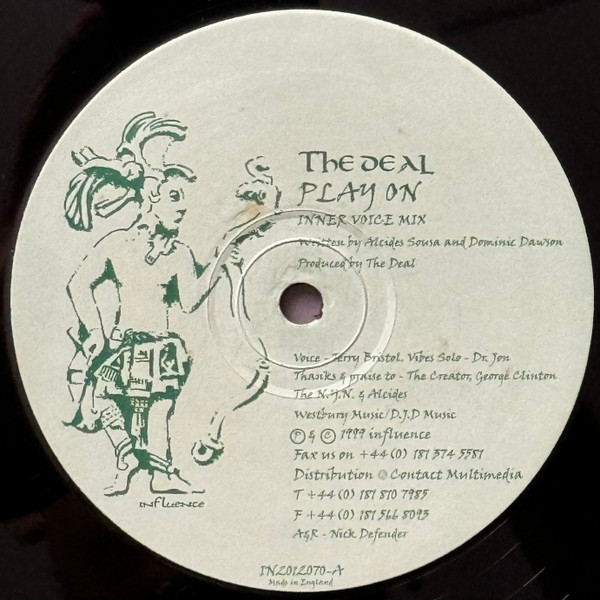 The Deal
PLAY ON
INNER VOICE MIX
Written by Alcides Sousa and Dominic Dawson
Produced by The Deal
Voice - Terry Bristol, Vibes Solo - Dr. Jon
Thanks & praise to - The Creator, George Clinton
The N.Y.N. & Alcides
Westbury Music/D.J.D Music
Ⓟ & © 1999 influence
Fax us on +44 (0) 181 374 5581
Distribution @ Contact Multimedia
T +44 (0) 181 810 7985
F +44 (0) 181 566 8093
A&R - Nick Defender
influence
IN2012070-A
Made in England